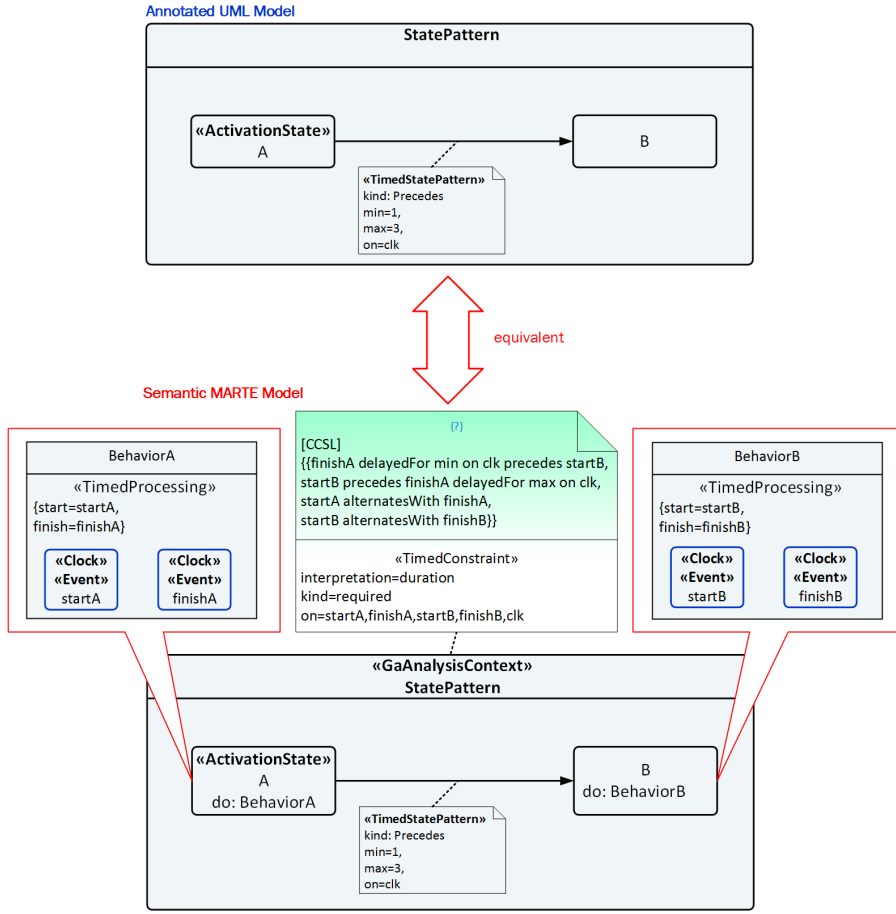 Annotated UML Model
StatePattern
«ActivationState»
A
B
«TimedStatePattern»
kind: Precedes
min=1,
max=3,
on=clk
equivalent
Semantic MARTE Model
BehaviorA
«TimedProcessing»
{start=startA,
finish=finishA}
«Clock»
«Event»
startA
«Clock»
«Event»
finishA
{?}
[CCSL]
{{finishA delayedFor min on clk precedes startB,
startB precedes finishA delayedFor max on clk,
startA alternatesWith finishA,
startB alternatesWith finishB}}
«TimedConstraint»
interpretation=duration
kind=required
on=startA,finishA,startB,finishB,clk
BehaviorB
«TimedProcessing»
{start=startB,
finish=finishB}
«Clock»
«Event»
startB
«Clock»
«Event»
finishB
«GaAnalysisContext»
StatePattern
«ActivationState»
A
do: BehaviorA
B
do: BehaviorB
«TimedStatePattern»
kind: Precedes
min=1,
max=3,
on=clk